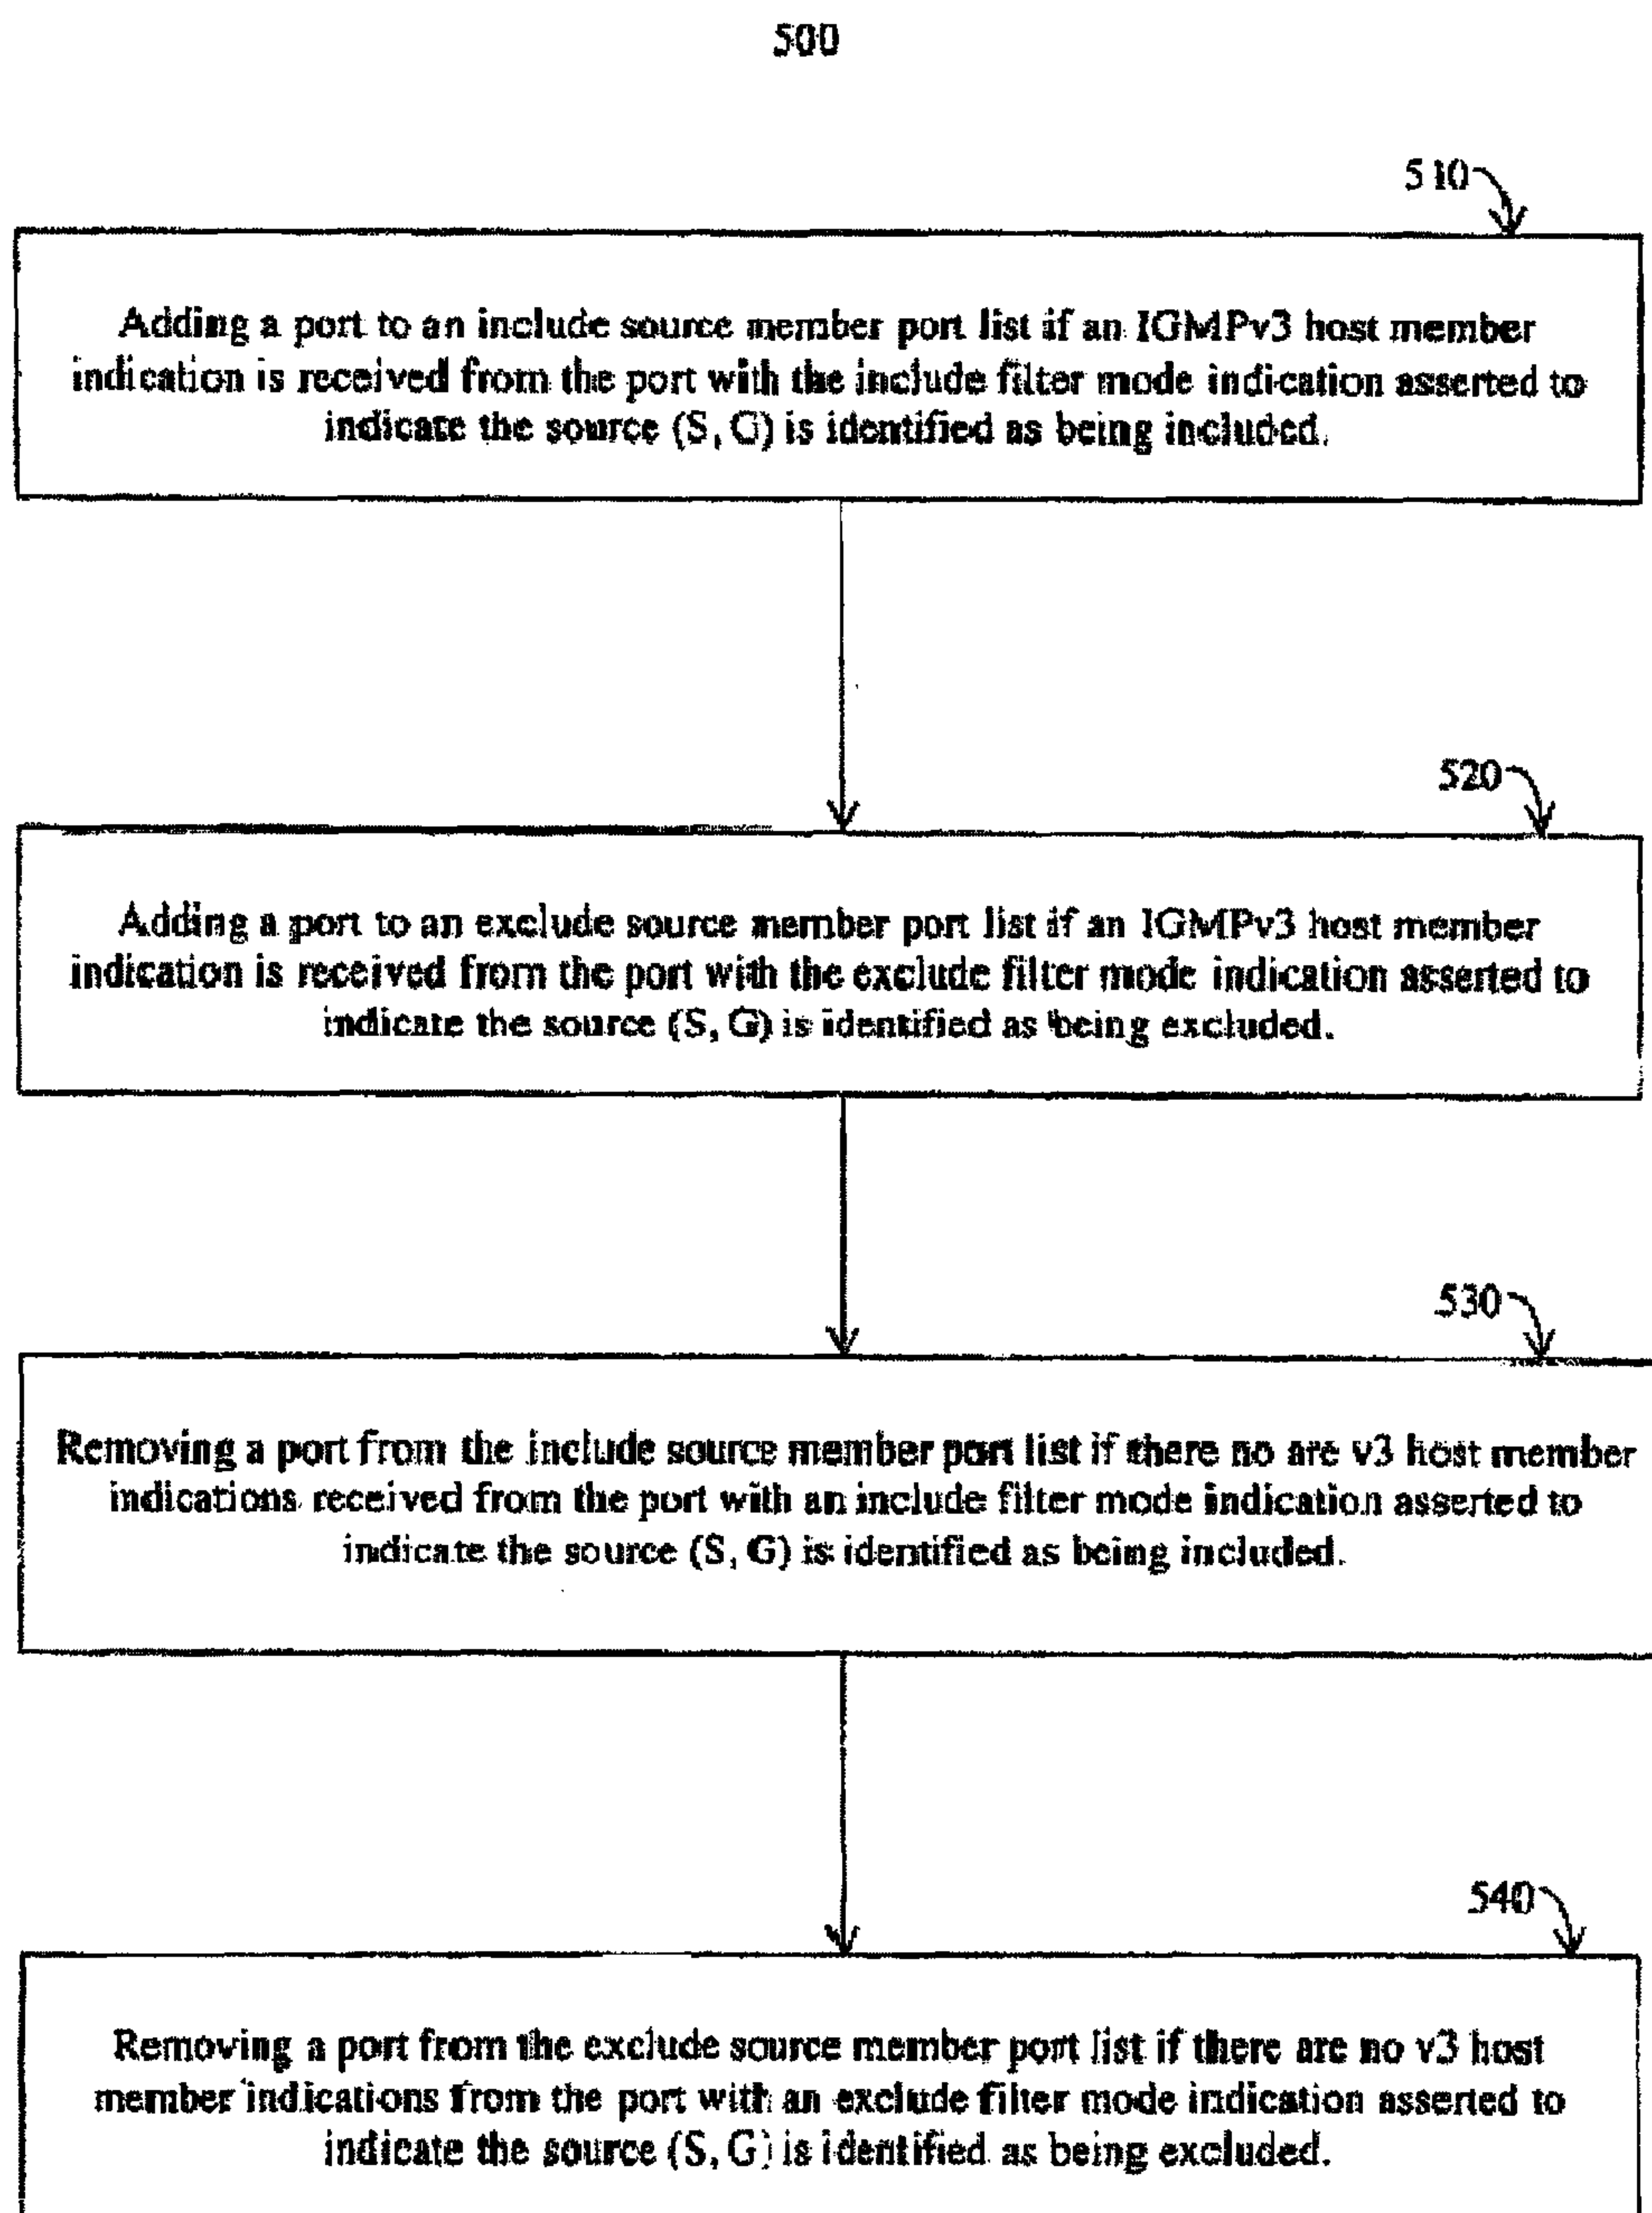 500
510
Adding a port to an include source member port list if an IGMPv3 host member
indication is received from the port with the include filter mode indication asserted to
indicate the source (S, G) is identified as being included.
520
Adding a port to an exclude source member port list if an IGMPv3 host member
indication is received from the port with the exclude filter mode indication asserted to
indicate the source (S, G) is identified as being excluded.
530
Removing a port from the include source member port list if there no are v3 host member
indications received from the port with an include filter mode indication asserted to
indicate the source (S, G) is identified as being included.
540
Removing a port from the exclude source member port list if there are no v3 host
member indications from the port with an exclude filter mode indication asserted to
indicate the source (S, G) is identified as being excluded.